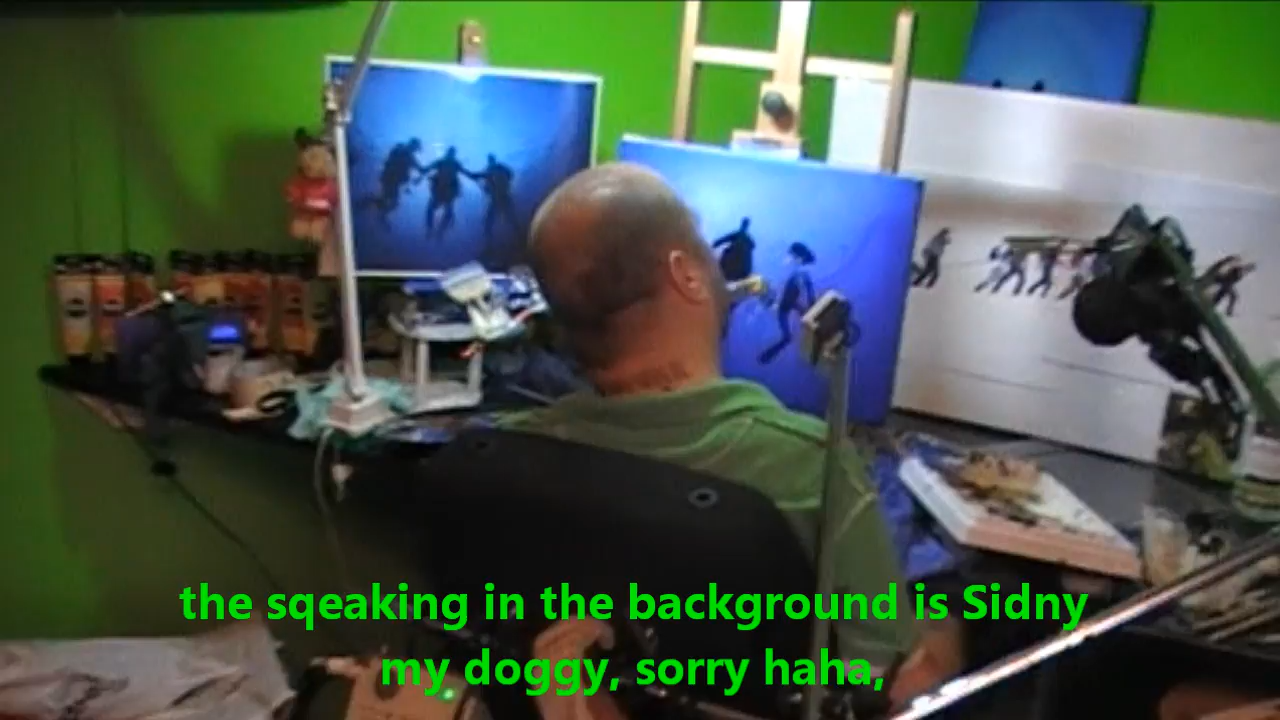 the sqeaking in the background is Sidny
my doggy, sorry haha,